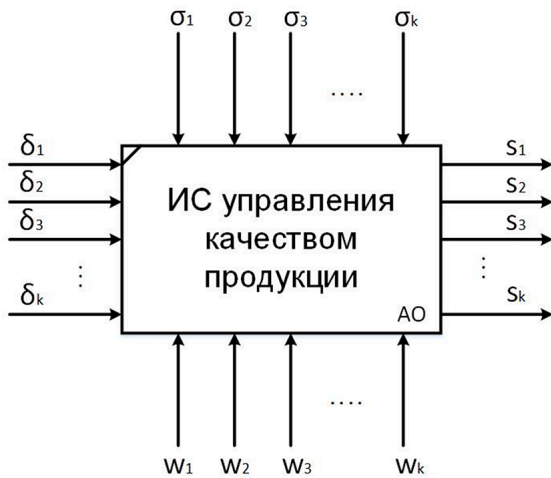 σ1 σ2 σ3 .... σk
δ1
δ2
δ3
δk
ИС управления
качеством
продукции
АО
s1
s2
s3
sk
w1 w2 w3 .... wk